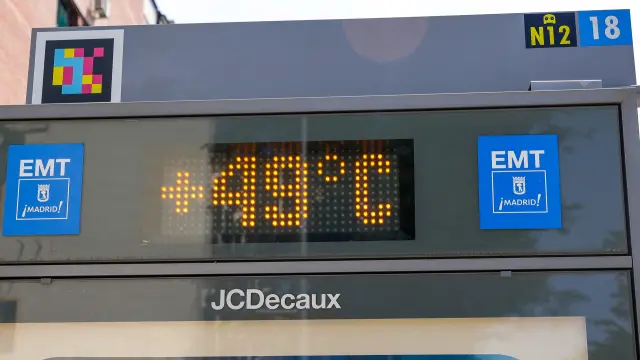 N12 18
EMT
¡MADRID!
+49°C
EMT
¡MADRID!
JCDecaux